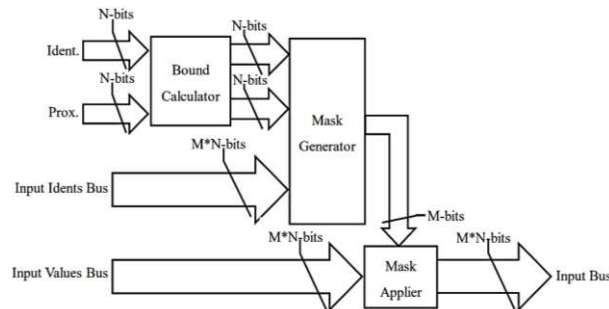 N-bits
N-bits
Ident.
Bound
Calculator
N-bits
N-bits
Prox.
Mask
Generator
M*N-bits
Input Idents Bus
M-bits
M*N-bits
M*N-bits
Input Values Bus
Mask
Applier
Input Bus